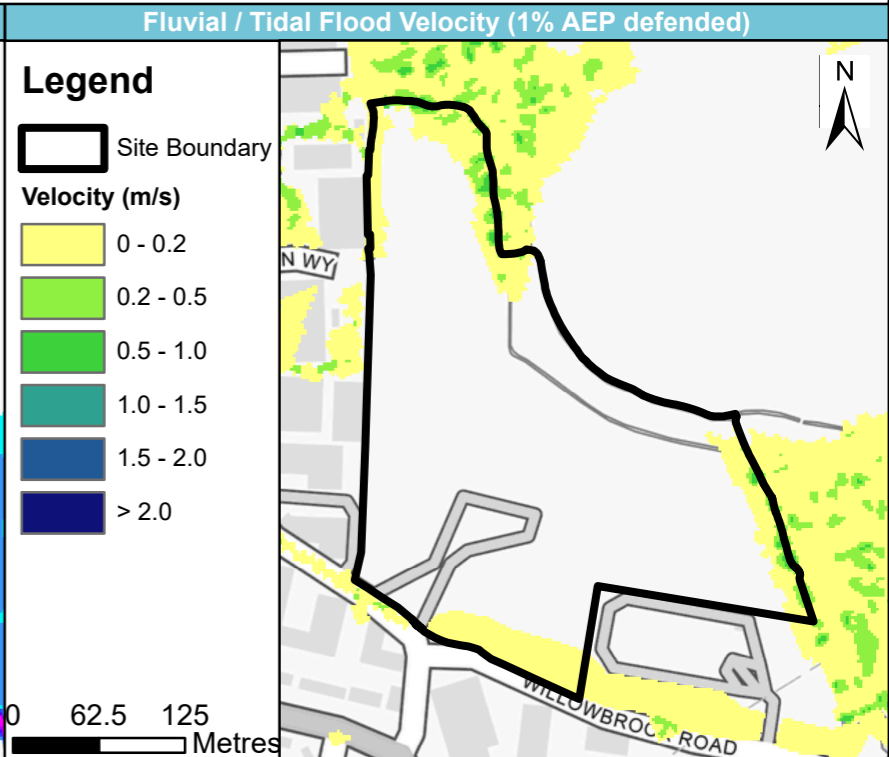 Fluvial / Tidal Flood Velocity (1% AEP defended)
Legend
Site Boundary
Velocity (m/s)
0 - 0.2
0.2 - 0.5
0.5 - 1.0
1.0 - 1.5
1.5 - 2.0
> 2.0
0 62.5 125
Metres
N
N WY
WILLOWBROOK ROAD